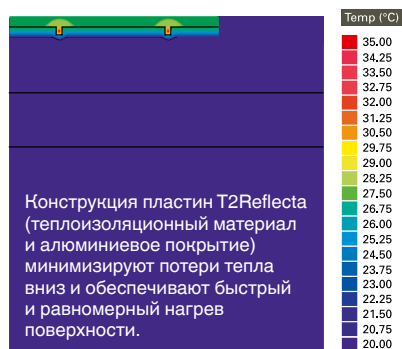 Temp (°C)
35.00
34.25
33.50
32.75
32.00
31.25
30.50
29.75
29.00
28.25
27.50
26.75
26.00
25.25
24.50
23.75
23.00
22.25
21.50
20.75
20.00
Конструкция пластин T2Reflecta
(теплоизоляционный материал
и алюминиевое покрытие)
минимизируют потери тепла
вниз и обеспечивают быстрый
и равномерный нагрев
поверхности.